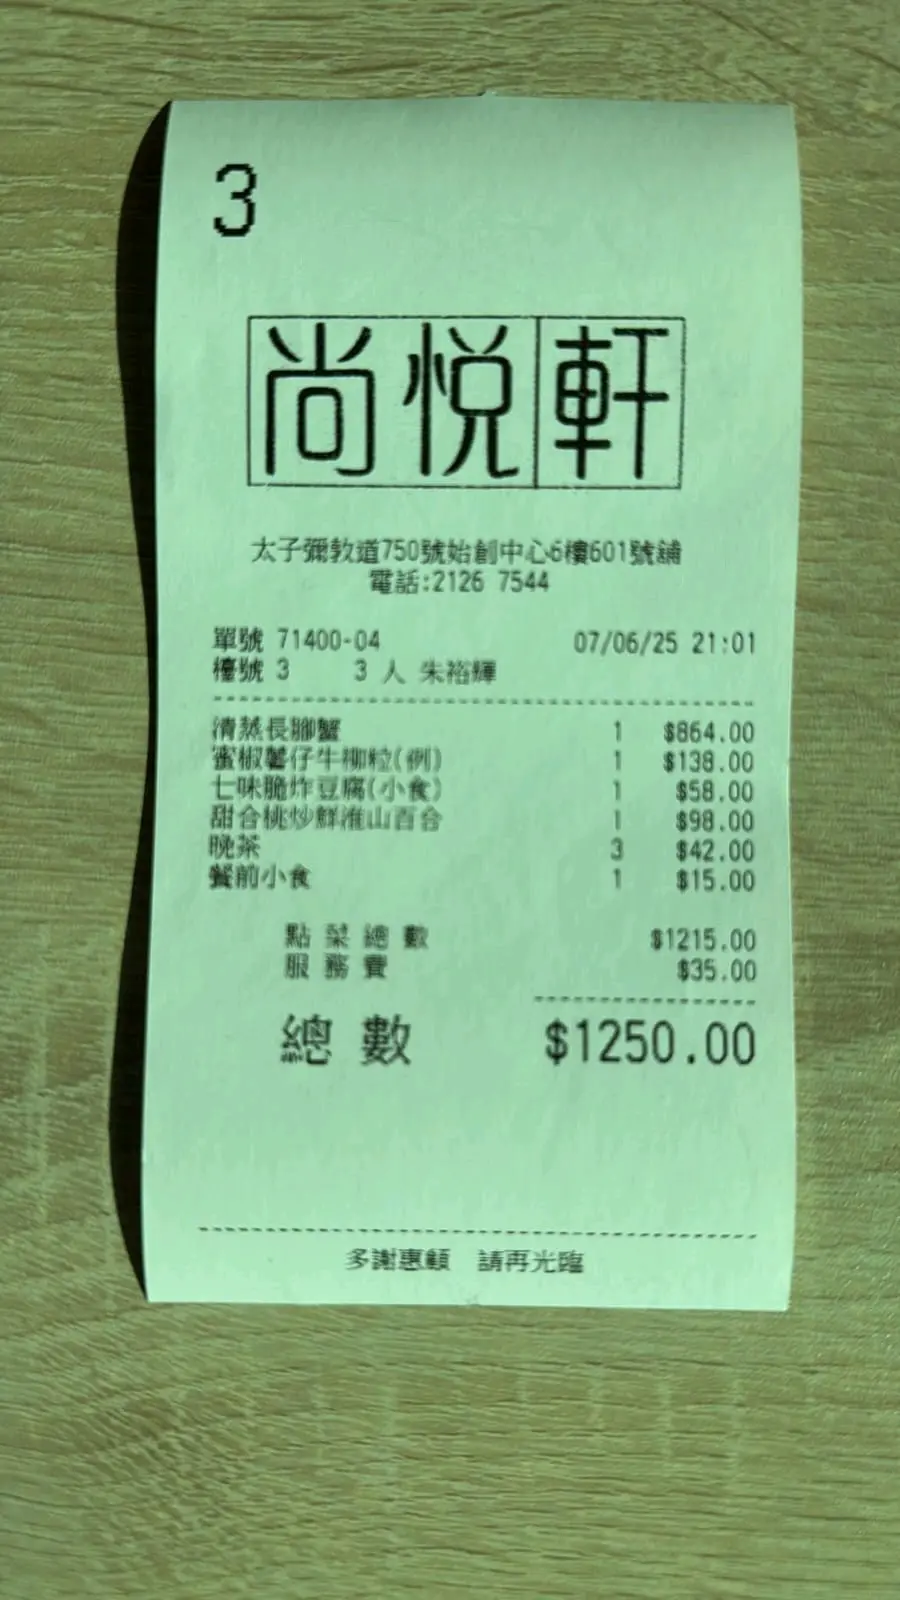 3
尚悦軒
太子彌敦道750號始創中心6樓601號舖
電話:2126 7544
單號 71400-04 07/06/25 21:01
檯號 3 3 人 朱裕輝
清蒸長腳蟹 1 $864.00
蜜椒薯仔牛柳粒(例) 1 $138.00
七味脆炸豆腐(小食) 1 $58.00
甜合桃炒鮮淮山百合 1 $98.00
晚茶 3 $42.00
餐前小食 1 $15.00
點菜總數 $1215.00
服務費 $35.00
總數 $1250.00
多謝惠顧 請再光臨